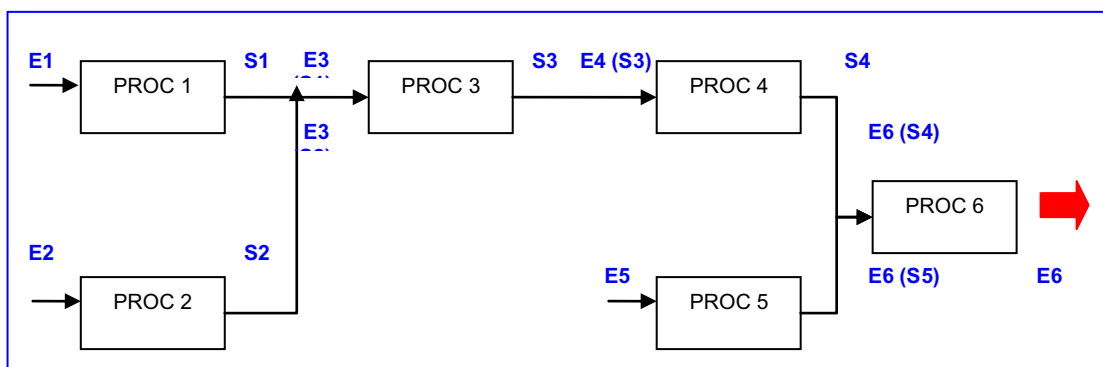 E1
S1
E3
S3
E4 (S3)
S4
PROC 1
PROC 3
PROC 4
E3
E6 (S4)
PROC 6
E2
S2
E5
E6 (S5)
E6
PROC 2
PROC 5